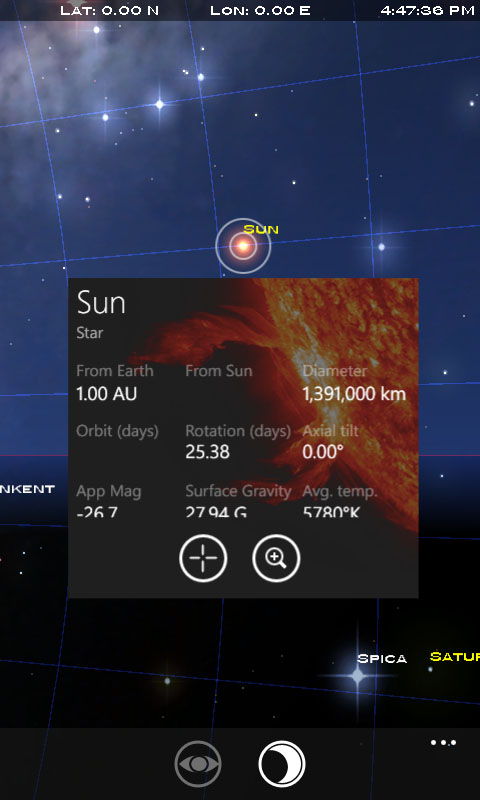 LAT: 0.00 N LON: 0.00 E 4:47:36 PM
SUN
Sun
Star
From Earth From Sun Diameter
1.00 AU 1,391,000 km
Orbit (days) Rotation (days) Axial tilt
25.38 0.00°
NKENT
App Mag Surface Gravity Avg. temp.
-26.7 27.94 G 5780°K
SPICA SATUR